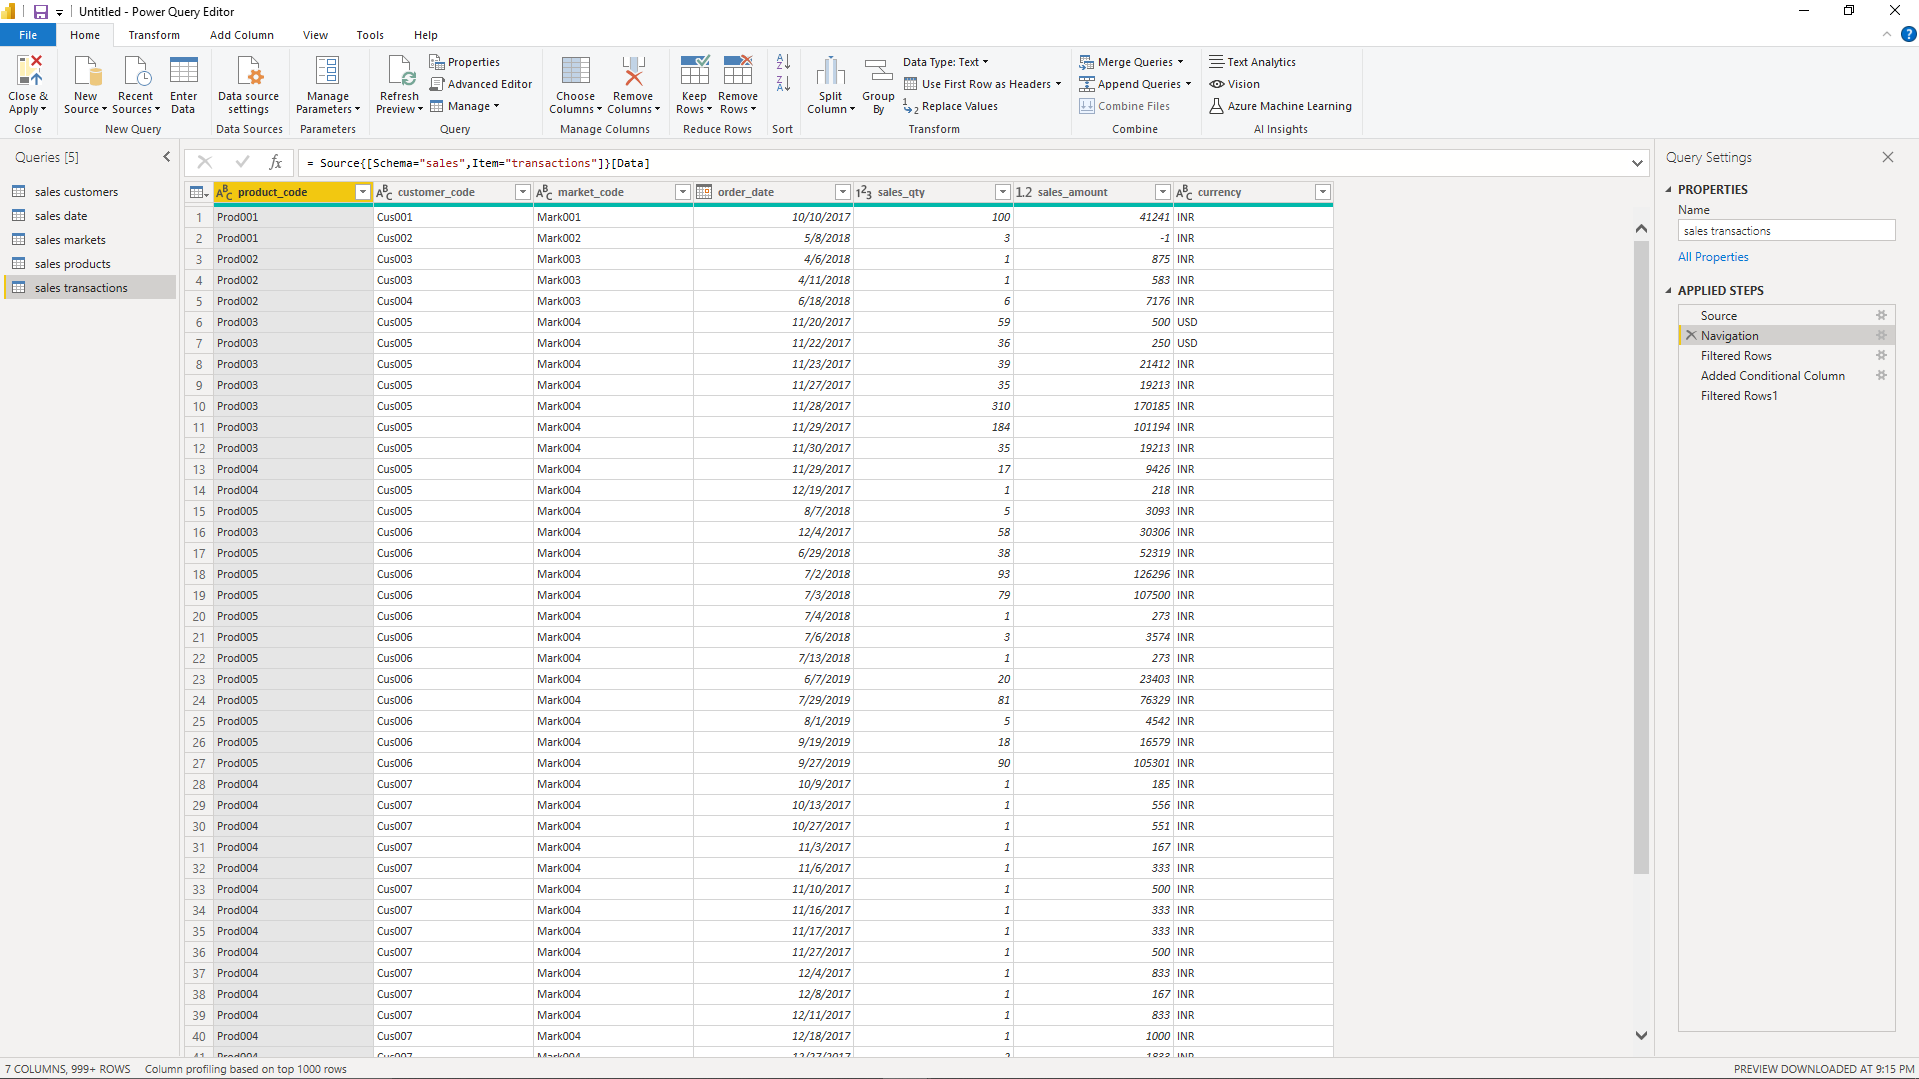 Untitled - Power Query Editor
File Home Transform Add Column View Tools Help
Close & Apply
New Source
Recent Sources
Enter Data
Data source settings
Manage Parameters
Refresh Preview
Properties
Advanced Editor
Manage
Choose Columns
Remove Columns
Keep Rows
Remove Rows
Split Column
Group By
Data Type: Text
Use First Row as Headers
Replace Values
Merge Queries
Append Queries
Combine Files
Text Analytics
Vision
Azure Machine Learning
Close New Query Data Sources Parameters Query Manage Columns Reduce Rows Sort Transform Combine AI Insights
Queries [5]
sales customers
sales date
sales markets
sales products
sales transactions
= Source{[Schema="sales",Item="transactions"]}[Data]
product_code customer_code market_code order_date sales_qty 1.2 sales_amount currency
1 Prod001 Cus001 Mark001 10/10/2017 100 41241 INR
2 Prod001 Cus002 Mark002 5/8/2018 3 -1 INR
3 Prod002 Cus003 Mark003 4/6/2018 1 875 INR
4 Prod002 Cus003 Mark003 4/11/2018 1 583 INR
5 Prod002 Cus004 Mark003 6/18/2018 6 7176 INR
6 Prod003 Cus005 Mark004 11/20/2017 59 500 USD
7 Prod003 Cus005 Mark004 11/22/2017 36 250 USD
8 Prod003 Cus005 Mark004 11/23/2017 39 21412 INR
9 Prod003 Cus005 Mark004 11/27/2017 35 19213 INR
10 Prod003 Cus005 Mark004 11/28/2017 310 170185 INR
11 Prod003 Cus005 Mark004 11/29/2017 184 101194 INR
12 Prod003 Cus005 Mark004 11/30/2017 35 19213 INR
13 Prod004 Cus005 Mark004 11/29/2017 17 9426 INR
14 Prod004 Cus005 Mark004 12/19/2017 1 218 INR
15 Prod005 Cus005 Mark004 8/7/2018 5 3093 INR
16 Prod003 Cus006 Mark004 12/4/2017 58 30306 INR
17 Prod005 Cus006 Mark004 6/29/2018 38 52319 INR
18 Prod005 Cus006 Mark004 7/2/2018 93 126296 INR
19 Prod005 Cus006 Mark004 7/3/2018 79 107500 INR
20 Prod005 Cus006 Mark004 7/4/2018 1 273 INR
21 Prod005 Cus006 Mark004 7/6/2018 3 3574 INR
22 Prod005 Cus006 Mark004 7/13/2018 1 273 INR
23 Prod005 Cus006 Mark004 6/7/2019 20 23403 INR
24 Prod005 Cus006 Mark004 7/29/2019 81 76329 INR
25 Prod005 Cus006 Mark004 8/1/2019 5 4542 INR
26 Prod005 Cus006 Mark004 9/19/2019 18 16579 INR
27 Prod005 Cus006 Mark004 9/27/2019 90 105301 INR
28 Prod004 Cus007 Mark004 10/9/2017 1 185 INR
29 Prod004 Cus007 Mark004 10/13/2017 1 556 INR
30 Prod004 Cus007 Mark004 10/27/2017 1 551 INR
31 Prod004 Cus007 Mark004 11/3/2017 1 167 INR
32 Prod004 Cus007 Mark004 11/6/2017 1 333 INR
33 Prod004 Cus007 Mark004 11/10/2017 1 500 INR
34 Prod004 Cus007 Mark004 11/16/2017 1 333 INR
35 Prod004 Cus007 Mark004 11/17/2017 1 333 INR
36 Prod004 Cus007 Mark004 11/27/2017 1 500 INR
37 Prod004 Cus007 Mark004 12/4/2017 1 833 INR
38 Prod004 Cus007 Mark004 12/8/2017 1 167 INR
39 Prod004 Cus007 Mark004 12/11/2017 1 833 INR
40 Prod004 Cus007 Mark004 12/18/2017 1 1000 INR
Query Settings
PROPERTIES
Name
sales transactions
All Properties
APPLIED STEPS
Source
Navigation
Filtered Rows
Added Conditional Column
Filtered Rows1
7 COLUMNS, 999+ ROWS Column profiling based on top 1000 rows PREVIEW DOWNLOADED AT 9:15 PM